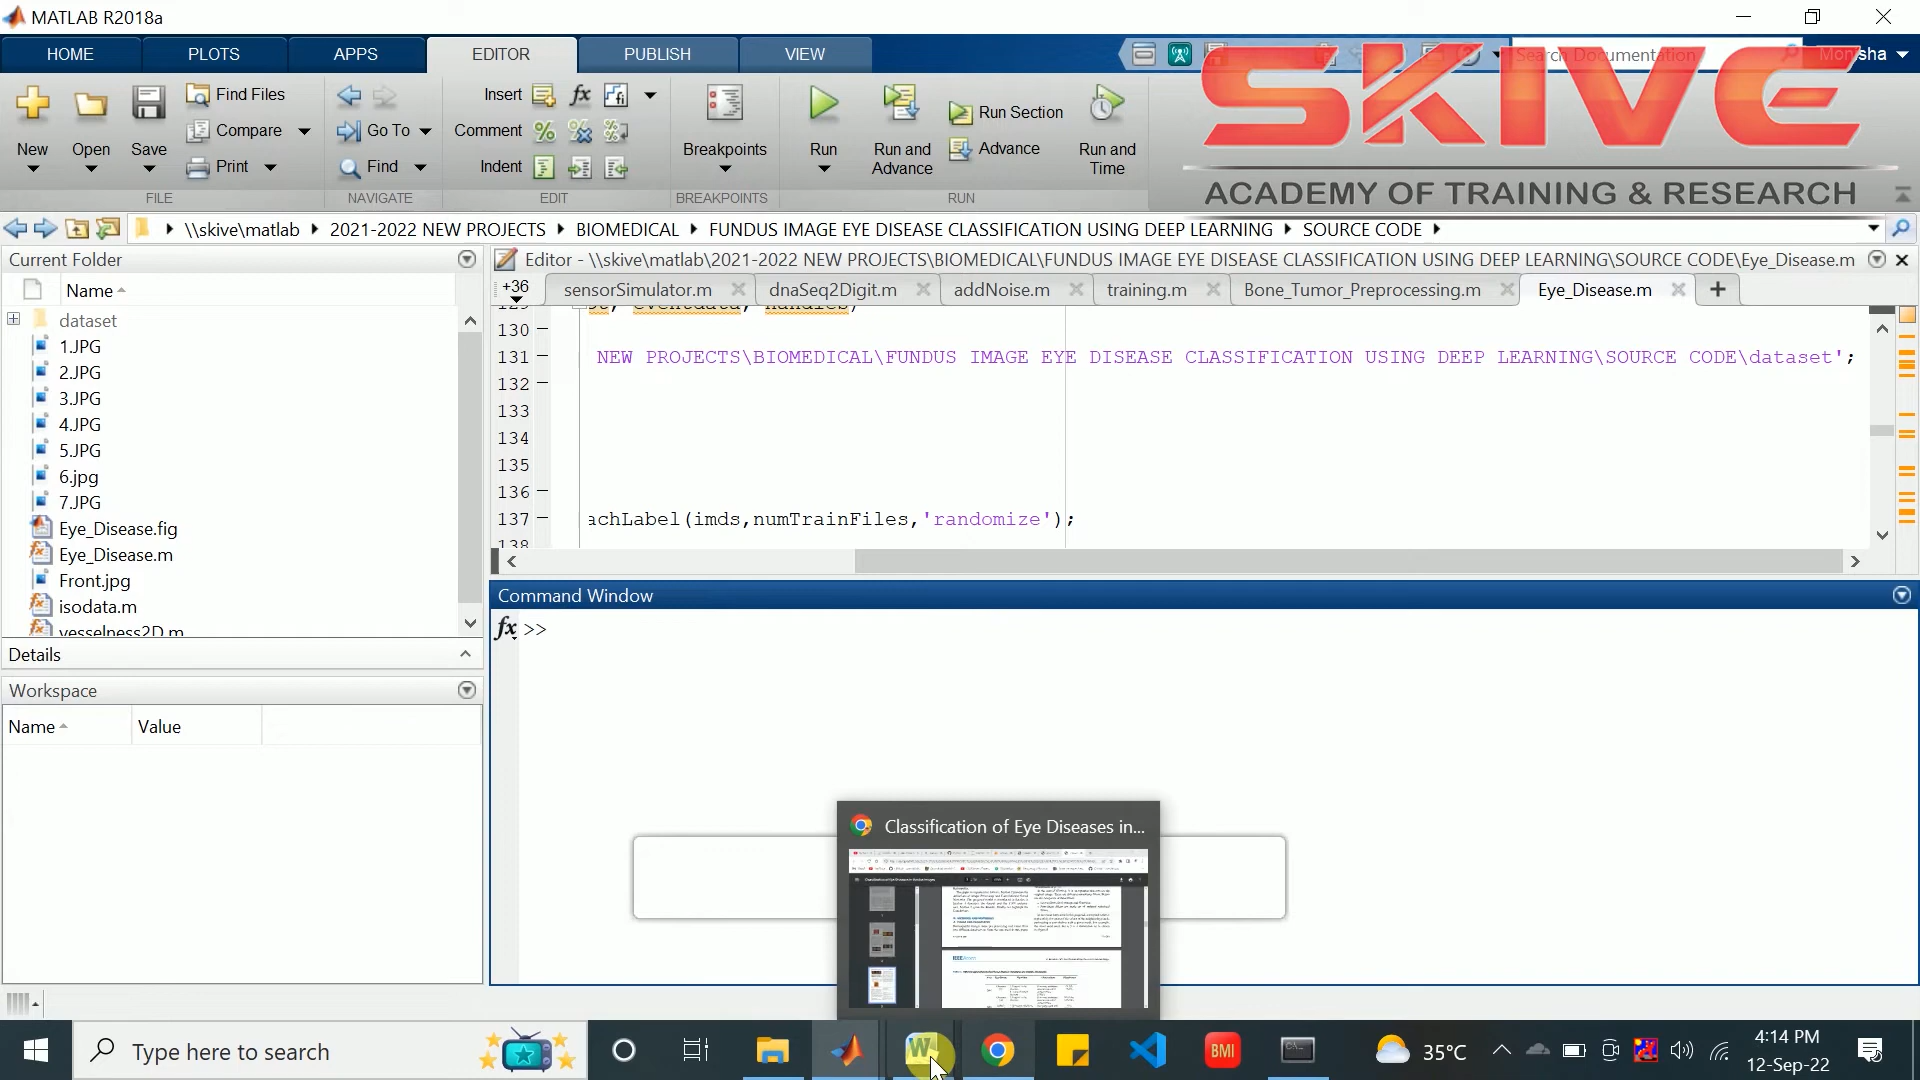 MATLAB R2018a
HOME
PLOTS
APPS
EDITOR
PUBLISH
VIEW
Search Documentation
SKIVE
ACADEMY OF TRAINING & RESEARCH
New
Open
Save
Find Files
Compare
Print
FILE
Go To
Find
NAVIGATE
Insert
Comment
Indent
EDIT
Breakpoints
BREAKPOINTS
Run
Run and
Advance
Run Section
Advance
Run and
Time
RUN
\\skive\matlab
2021-2022 NEW PROJECTS
BIOMEDICAL
FUNDUS IMAGE EYE DISEASE CLASSIFICATION USING DEEP LEARNING
SOURCE CODE
Current Folder
Name
dataset
1.JPG
2.JPG
3.JPG
4.JPG
5.JPG
6.jpg
7.JPG
Eye_Disease.fig
Eye_Disease.m
Front.jpg
isodata.m
vesselness2D.m
Details
Workspace
Name
Value
Editor - \\skive\matlab\2021-2022 NEW PROJECTS\BIOMEDICAL\FUNDUS IMAGE EYE DISEASE CLASSIFICATION USING DEEP LEARNING\SOURCE CODE\Eye_Disease.m
+36
sensorSimulator.m
dnaSeq2Digit.m
addNoise.m
training.m
Bone_Tumor_Preprocessing.m
Eye_Disease.m
130
131 NEW PROJECTS\BIOMEDICAL\FUNDUS IMAGE EYE DISEASE CLASSIFICATION USING DEEP LEARNING\SOURCE CODE\dataset';
132
133
134
135
136
137 achLabel(imds,numTrainFiles,'randomize');
138
Command Window
fx >>
Classification of Eye Diseases in...
Type here to search
BMI
35°C
4:14 PM
12-Sep-22